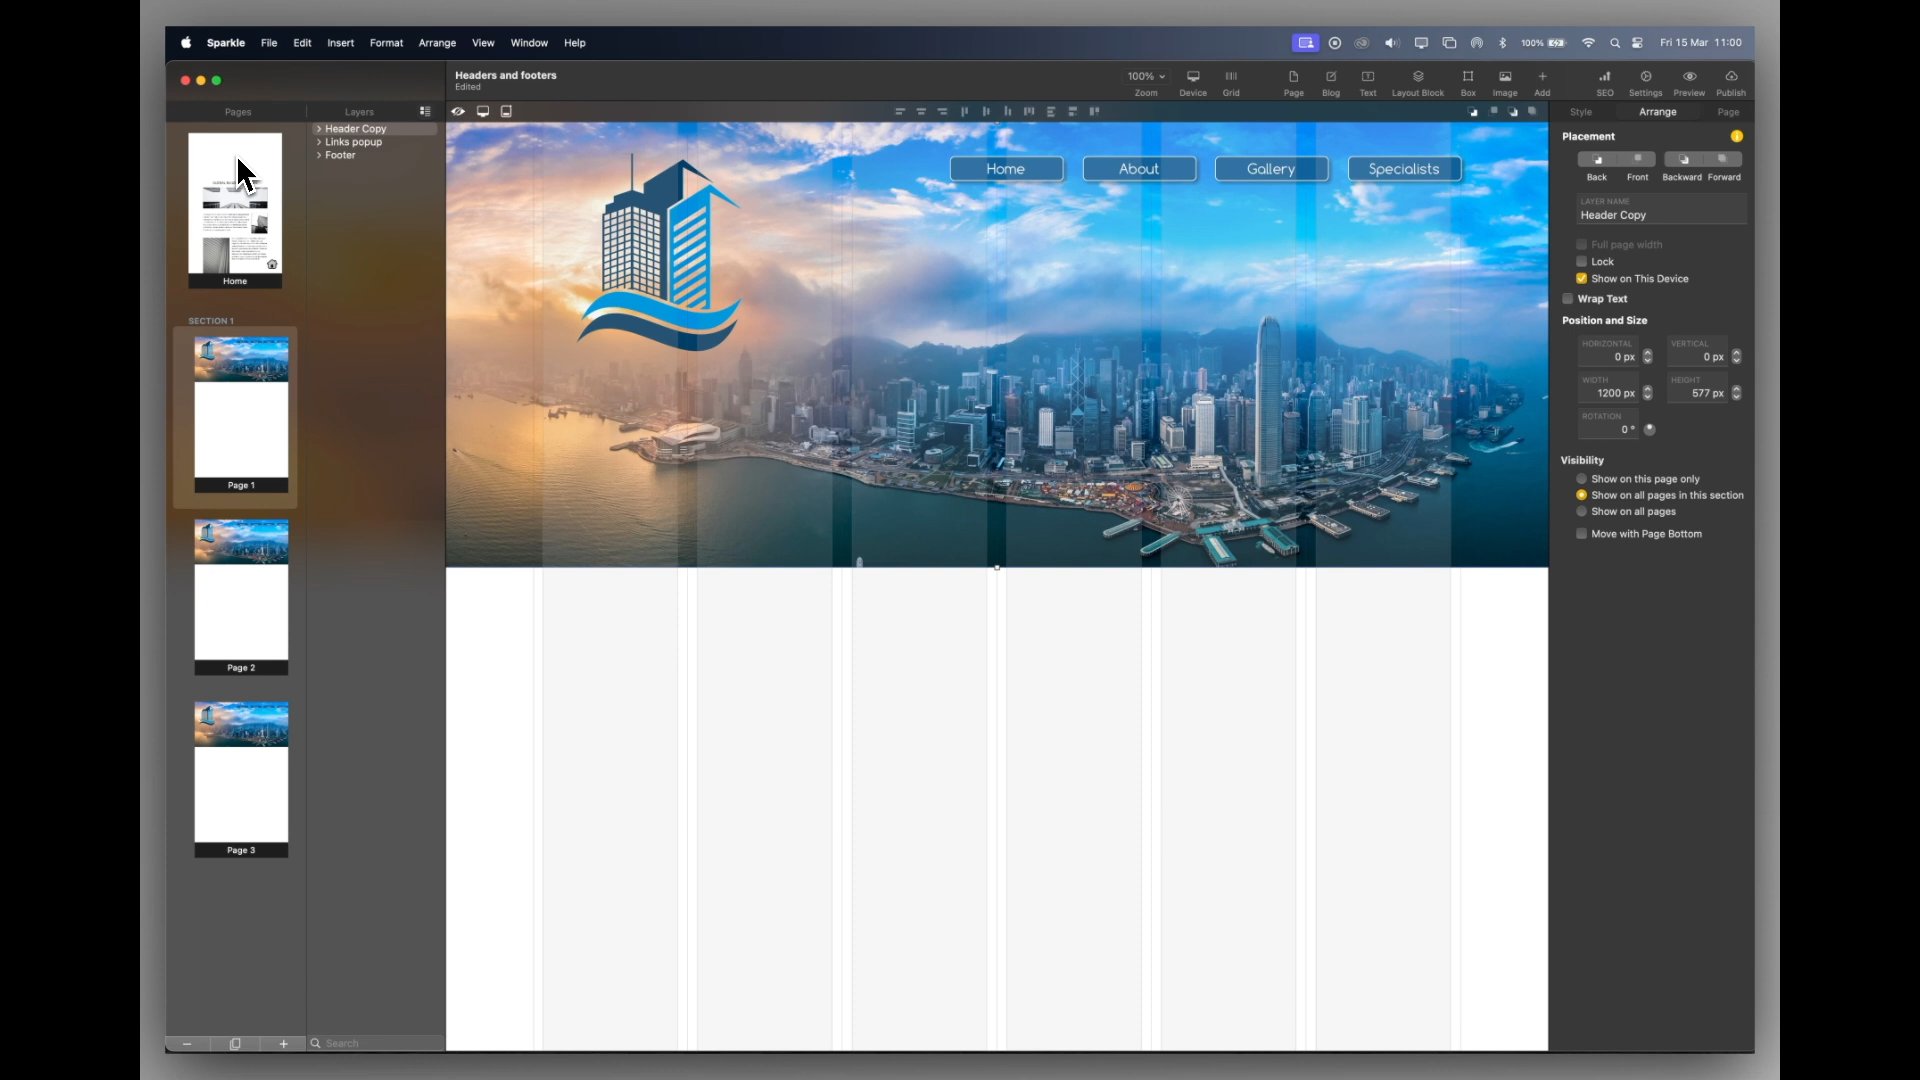 Sparkle File Edit Insert Format Arrange View Window Help 100% Fri 15 Mar 11:00
Headers and footers
Edited
100%
Zoom Device Grid Page Blog Text Layout Block Box Image Add SEO Settings Preview Publish
Pages Layers Style Arrange Page
Header Copy
Links popup
Footer
Home
SECTION 1
Page 1
Page 2
Page 3
Search
Home About Gallery Specialists
Placement
Back Front Backward Forward
LAYER NAME
Header Copy
Full page width
Lock
Show on This Device
Wrap Text
Position and Size
HORIZONTAL VERTICAL
0 px 0 px
WIDTH HEIGHT
1200 px 577 px
ROTATION
0 °
Visibility
Show on this page only
Show on all pages in this section
Show on all pages
Move with Page Bottom